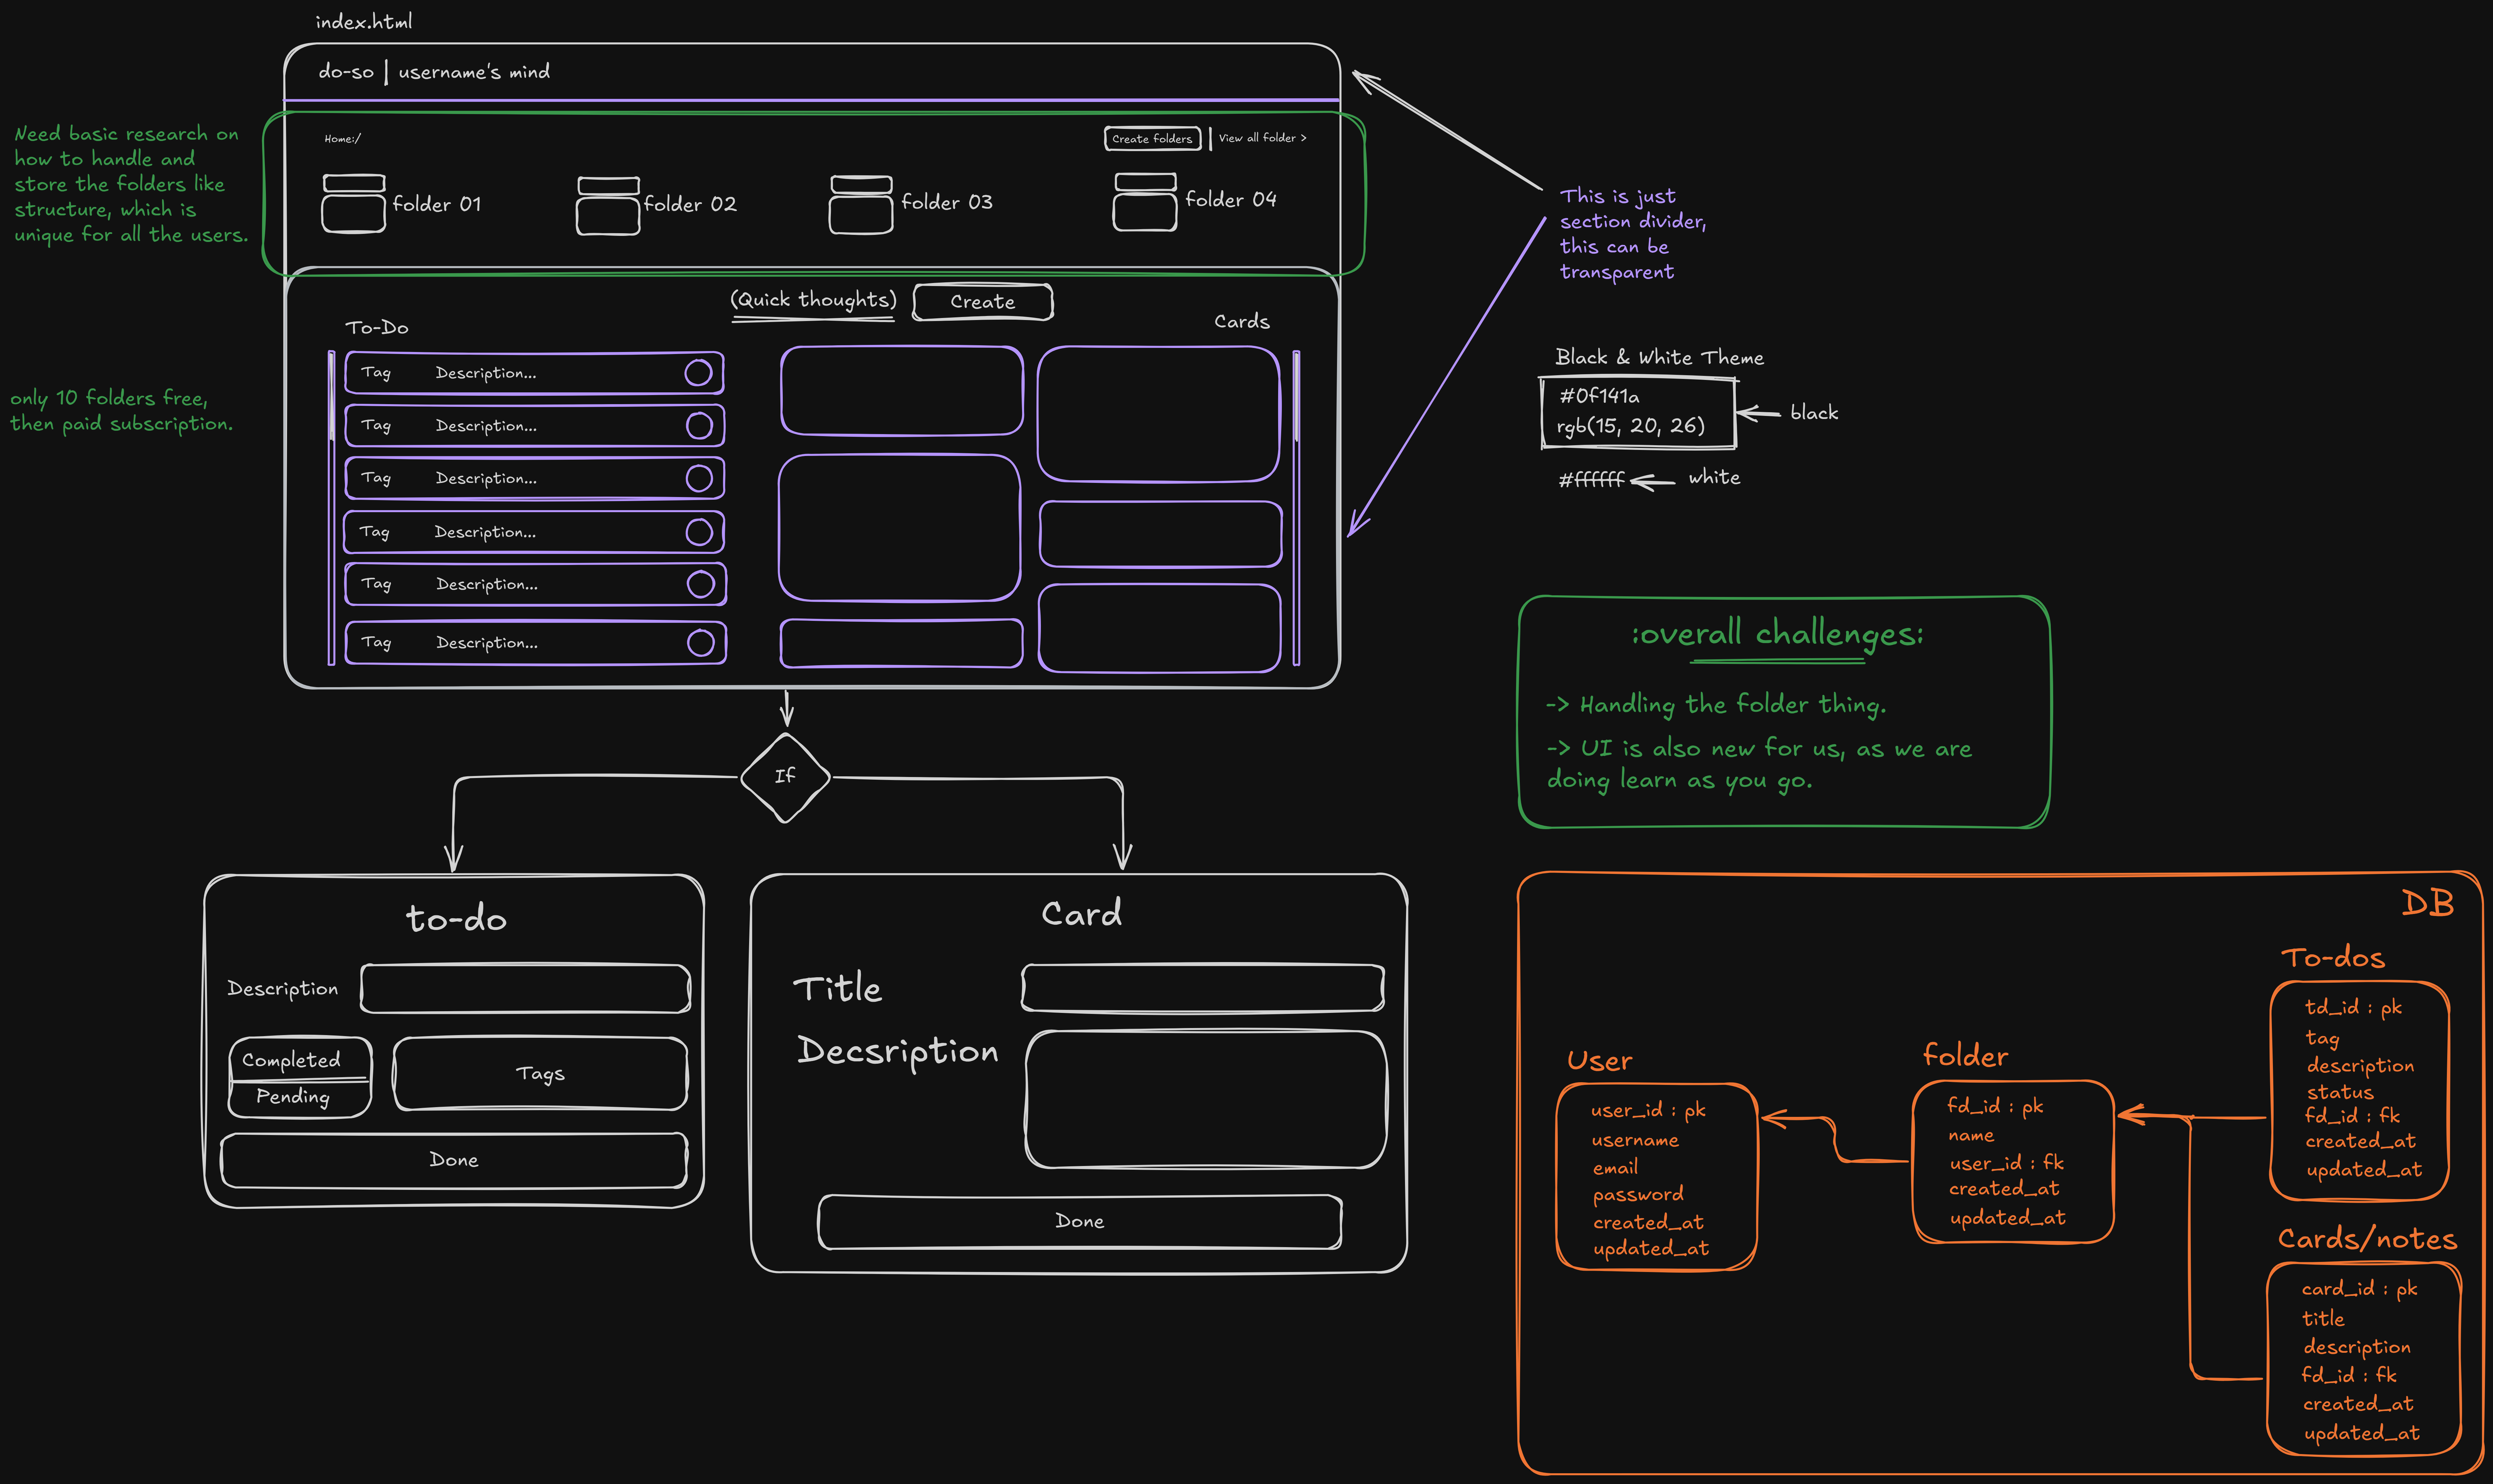 index.html
do-so | username's mind
Need basic research on
how to handle and
store the folders like
structure, which is
unique for all the users.
Home:/
Create folders | View all folder >
folder 01
folder 02
folder 03
folder 04
This is just
section divider,
this can be
transparent
(Quick thoughts)
Create
To-Do
Cards
only 10 folders free,
then paid subscription.
Tag Description...
Tag Description...
Tag Description...
Tag Description...
Tag Description...
Tag Description...
Black & White Theme
#0f141a
rgb(15, 20, 26)
black
#ffffff
white
:overall challenges:
-> Handling the folder thing.
-> UI is also new for us, as we are
doing learn as you go.
If
to-do
Description
Completed
Pending
Tags
Done
Card
Title
Decsription
Done
DB
User
user_id : pk
username
email
password
created_at
updated_at
folder
fd_id : pk
name
user_id : fk
created_at
updated_at
To-dos
td_id : pk
tag
description
status
fd_id : fk
created_at
updated_at
Cards/notes
card_id : pk
title
description
fd_id : fk
created_at
updated_at